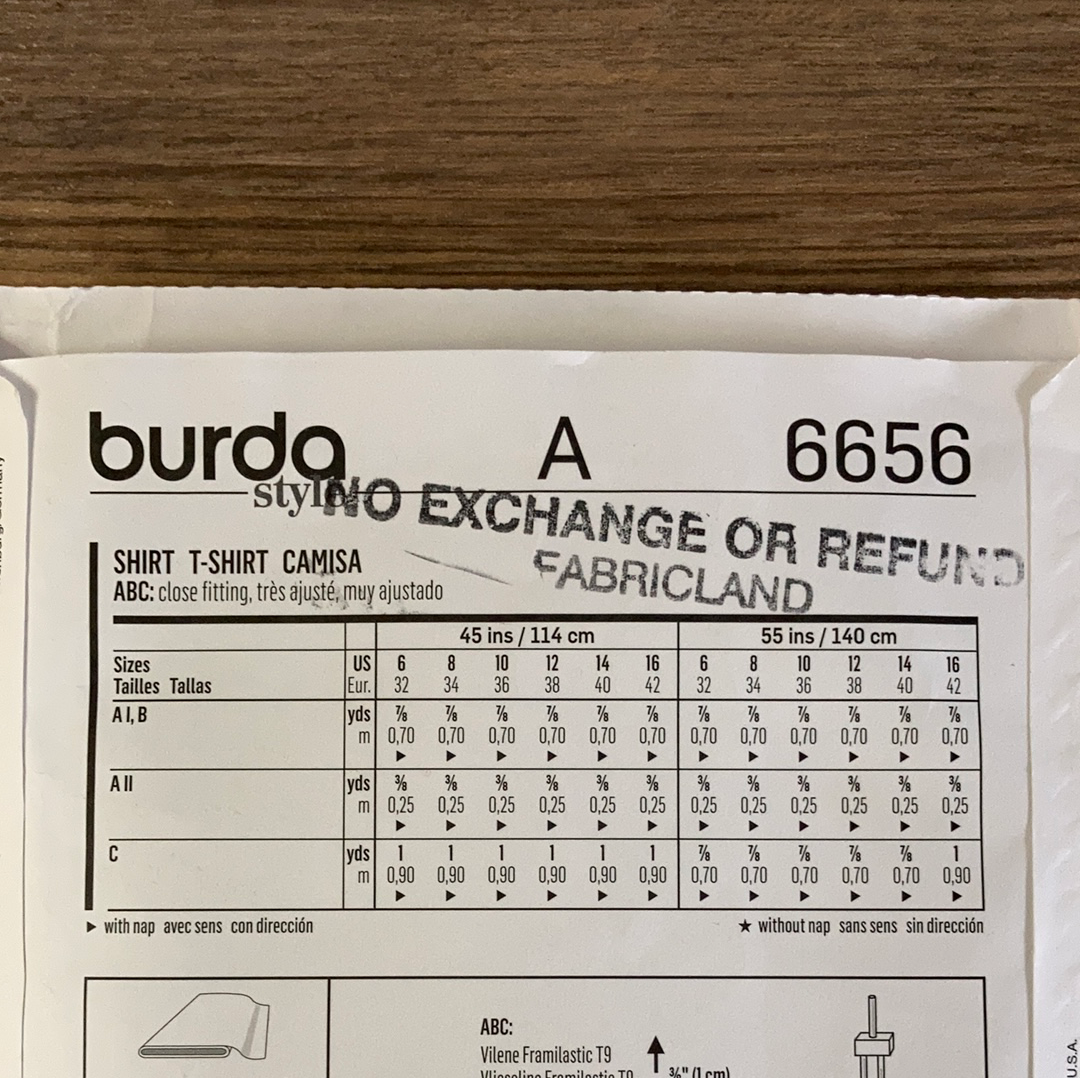 burda A 6656
style
NO EXCHANGE OR REFUND
FABRICLAND
SHIRT T-SHIRT CAMISA
ABC: close fitting, très ajusté, muy ajustado
45 ins / 114 cm 55 ins / 140 cm
Sizes US 6 8 10 12 14 16 6 8 10 12 14 16
Tailles Tallas Eur. 32 34 36 38 40 42 32 34 36 38 40 42
A I, B yds ⅞ ⅞ ⅞ ⅞ ⅞ ⅞ ⅞ ⅞ ⅞ ⅞ ⅞ ⅞
m 0,70 0,70 0,70 0,70 0,70 0,70 0,70 0,70 0,70 0,70 0,70 0,70
► ► ► ► ► ► ► ► ► ► ► ►
A II yds ⅜ ⅜ ⅜ ⅜ ⅜ ⅜ ⅜ ⅜ ⅜ ⅜ ⅜ ⅜
m 0,25 0,25 0,25 0,25 0,25 0,25 0,25 0,25 0,25 0,25 0,25 0,25
► ► ► ► ► ► ► ► ► ► ► ►
C yds 1 1 1 1 1 1 ⅞ ⅞ ⅞ ⅞ ⅞ 1
m 0,90 0,90 0,90 0,90 0,90 0,90 0,70 0,70 0,70 0,70 0,70 0,90
► ► ► ► ► ► ► ► ► ► ► ►
► with nap avec sens con dirección ★ without nap sans sens sin dirección
ABC:
Vilene Framilastic T9
Vlieseline Framilastic T9 ⅜" (1 cm)
U.S.A.